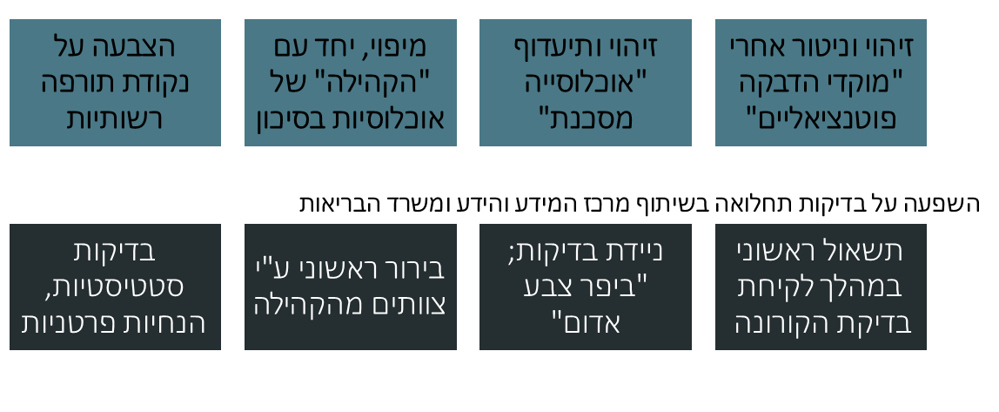 זיהוי וניטור אחרי
"מוקדי הדבקה
פוטנציאליים"
זיהוי ותיעדוף
"אוכלוסייה
מסכנת"
מיפוי, יחד עם
"הקהילה" של
אוכלוסיות בסיכון
הצבעה על
נקודת תורפה
רשותיות
השפעה על בדיקות תחלואה בשיתוף מרכז המידע והידע ומשרד הבריאות
תשאול ראשוני
במהלך לקיחת
בדיקת הקורונה
ניידת בדיקות;
"ביפר צבע
אדום"
בירור ראשוני ע"י
צוותים מהקהילה
בדיקות
סטטיסטיות,
הנחיות פרטניות